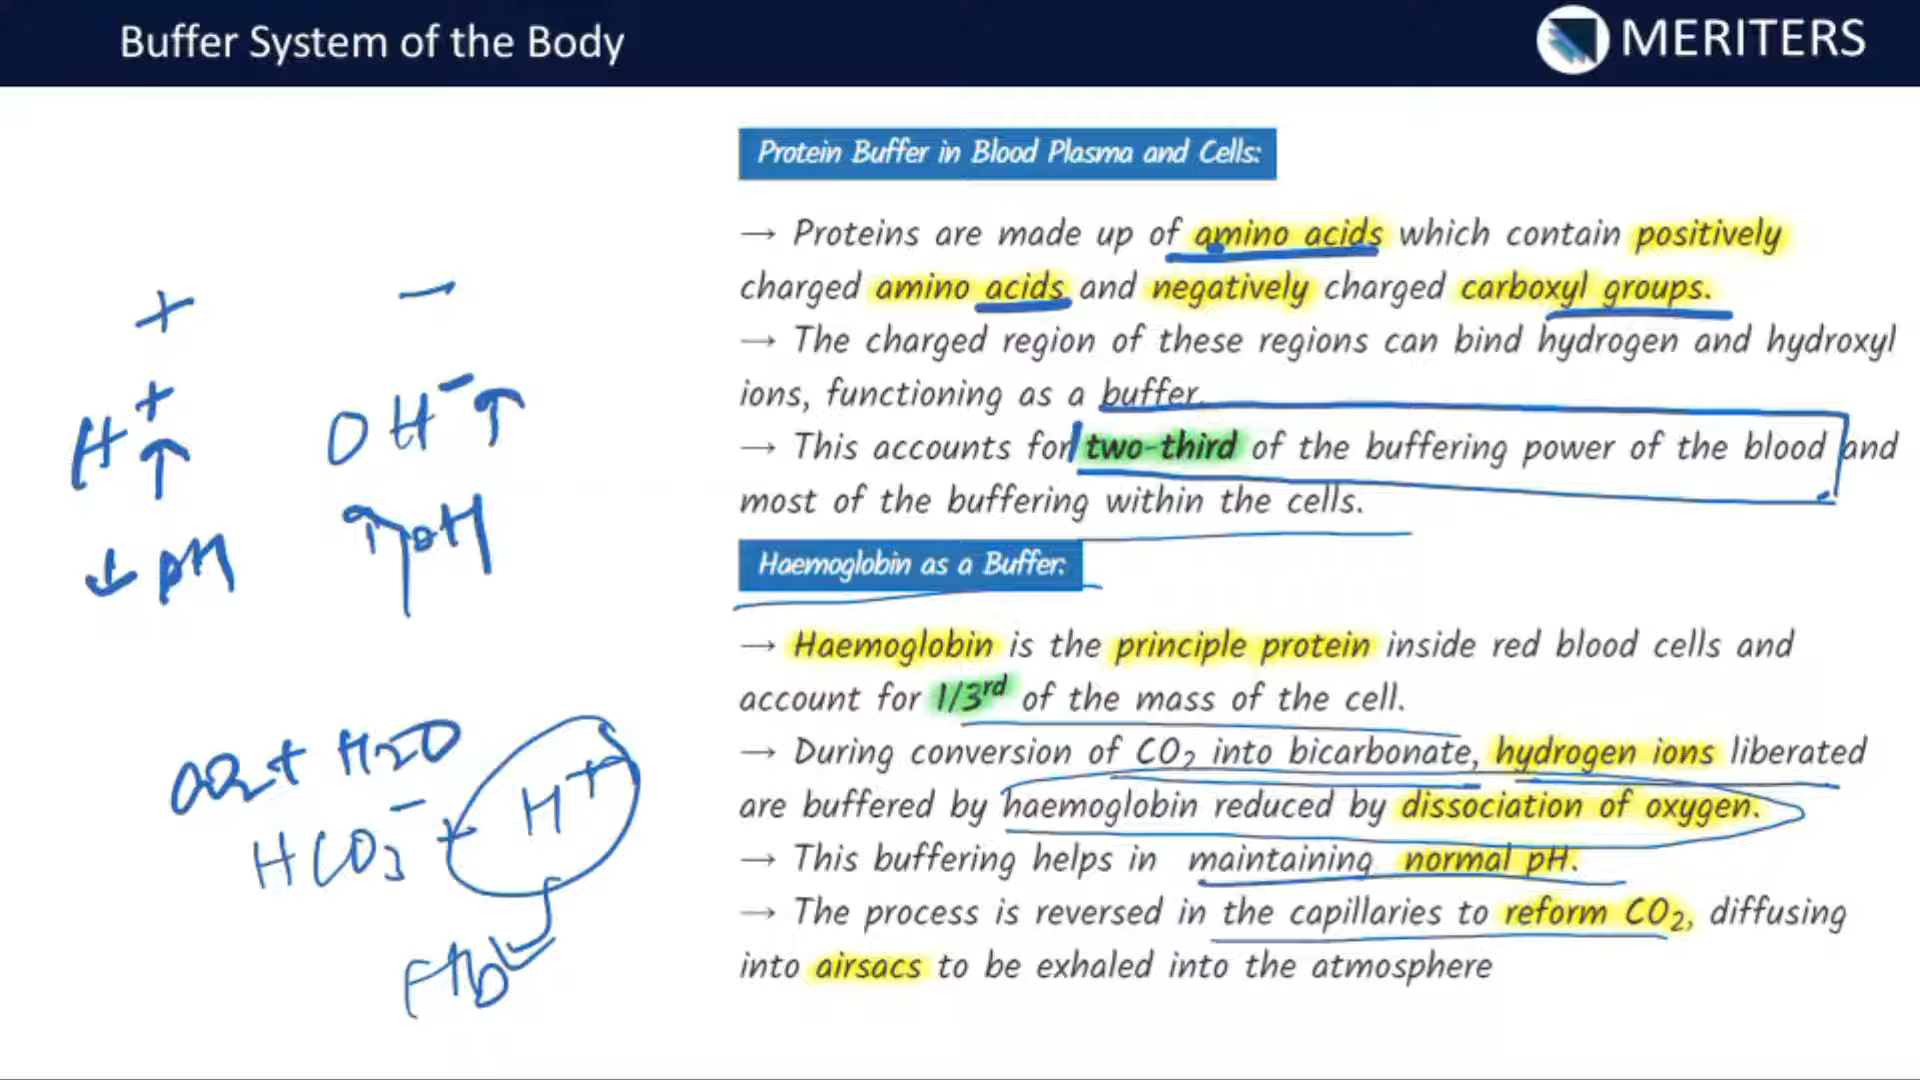 Buffer System of the Body
MERITERS
Protein Buffer in Blood Plasma and Cells:
→ Proteins are made up of amino acids which contain positively
charged amino acids and negatively charged carboxyl groups.
→ The charged region of these regions can bind hydrogen and hydroxyl
ions, functioning as a buffer.
→ This accounts for two-third of the buffering power of the blood and
most of the buffering within the cells.
Haemoglobin as a Buffer:
→ Haemoglobin is the principle protein inside red blood cells and
account for 1/3rd of the mass of the cell.
→ During conversion of CO₂ into bicarbonate, hydrogen ions liberated
are buffered by haemoglobin reduced by dissociation of oxygen.
→ This buffering helps in maintaining normal pH.
→ The process is reversed in the capillaries to reform CO₂, diffusing
into airsacs to be exhaled into the atmosphere
+ −
H⁺↑ OH⁻↑
↓ pH ↑pH
CO2 + H2O
HCO3⁻ + H⁺
Hb